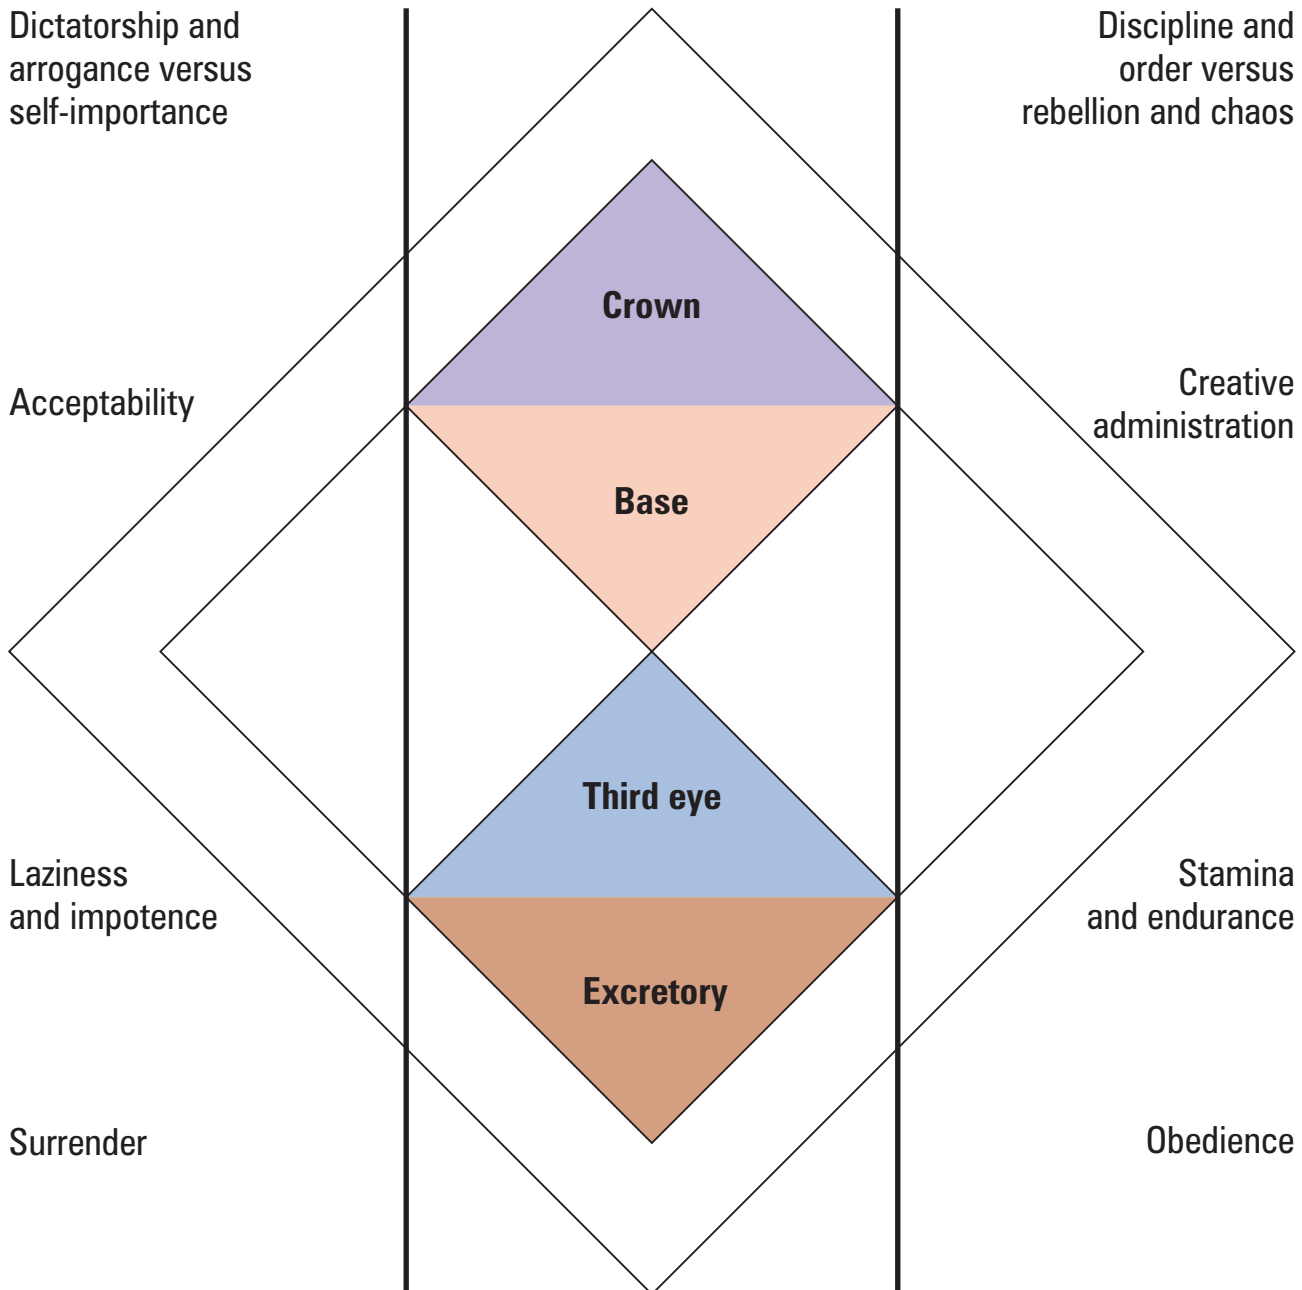 Dictatorship and
arrogance versus
self-importance
Discipline and
order versus
rebellion and chaos
Crown
Acceptability
Creative
administration
Base
Third eye
Laziness
and impotence
Stamina
and endurance
Excretory
Surrender
Obedience